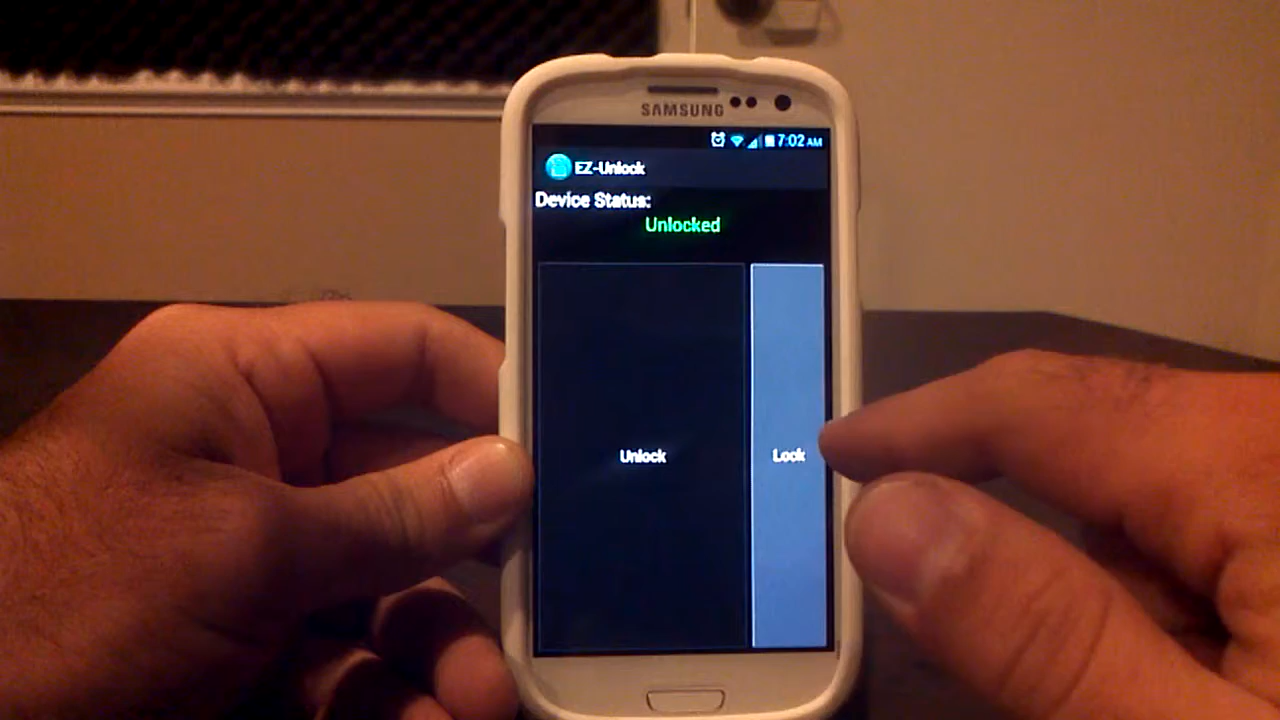 SAMSUNG
7:02 AM
EZ-Unlock
Device Status:
Unlocked
Unlock
Lock